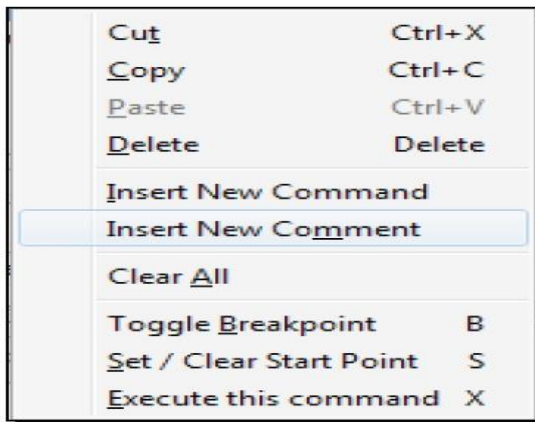 Cut Ctrl+X
Copy Ctrl+C
Paste Ctrl+V
Delete Delete
Insert New Command
Insert New Comment
Clear All
Toggle Breakpoint B
Set / Clear Start Point S
Execute this command X